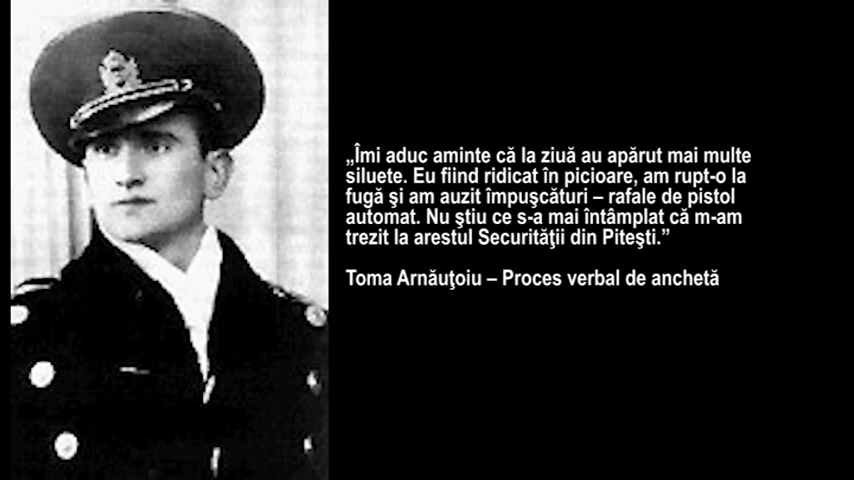 „Îmi aduc aminte că la ziuă au apărut mai multe
siluete. Eu fiind ridicat în picioare, am rupt-o la
fugă şi am auzit împuşcături – rafale de pistol
automat. Nu ştiu ce s-a mai întâmplat că m-am
trezit la arestul Securităţii din Piteşti.”
Toma Arnăuţoiu – Proces verbal de anchetă